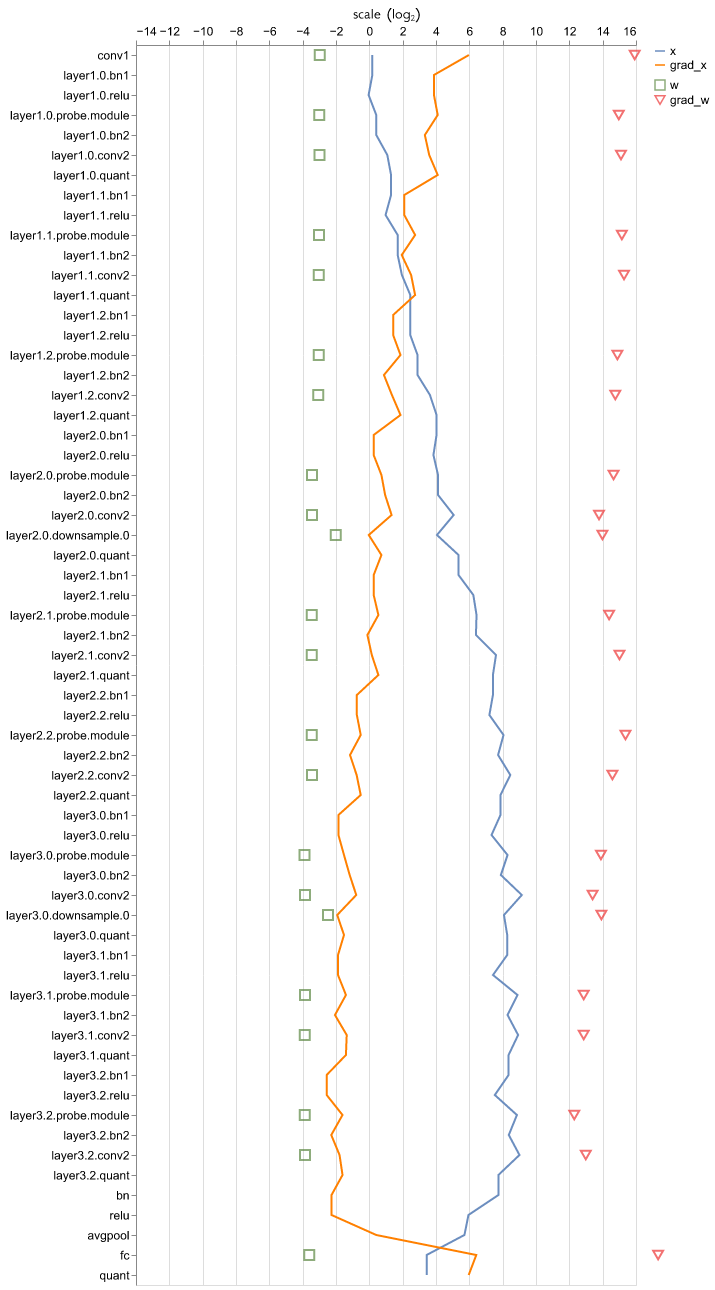 scale (log₂)
−14 −12 −10 −8 −6 −4 −2 0 2 4 6 8 10 12 14 16
x
grad_x
w
grad_w
conv1
layer1.0.bn1
layer1.0.relu
layer1.0.probe.module
layer1.0.bn2
layer1.0.conv2
layer1.0.quant
layer1.1.bn1
layer1.1.relu
layer1.1.probe.module
layer1.1.bn2
layer1.1.conv2
layer1.1.quant
layer1.2.bn1
layer1.2.relu
layer1.2.probe.module
layer1.2.bn2
layer1.2.conv2
layer1.2.quant
layer2.0.bn1
layer2.0.relu
layer2.0.probe.module
layer2.0.bn2
layer2.0.conv2
layer2.0.downsample.0
layer2.0.quant
layer2.1.bn1
layer2.1.relu
layer2.1.probe.module
layer2.1.bn2
layer2.1.conv2
layer2.1.quant
layer2.2.bn1
layer2.2.relu
layer2.2.probe.module
layer2.2.bn2
layer2.2.conv2
layer2.2.quant
layer3.0.bn1
layer3.0.relu
layer3.0.probe.module
layer3.0.bn2
layer3.0.conv2
layer3.0.downsample.0
layer3.0.quant
layer3.1.bn1
layer3.1.relu
layer3.1.probe.module
layer3.1.bn2
layer3.1.conv2
layer3.1.quant
layer3.2.bn1
layer3.2.relu
layer3.2.probe.module
layer3.2.bn2
layer3.2.conv2
layer3.2.quant
bn
relu
avgpool
fc
quant